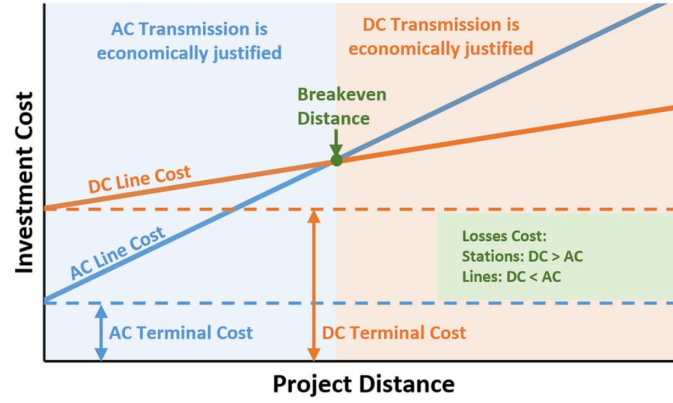 AC Transmission is
economically justified
DC Transmission is
economically justified
Breakeven
Distance
Investment Cost
DC Line Cost
AC Line Cost
Losses Cost:
Stations: DC > AC
Lines: DC < AC
AC Terminal Cost
DC Terminal Cost
Project Distance